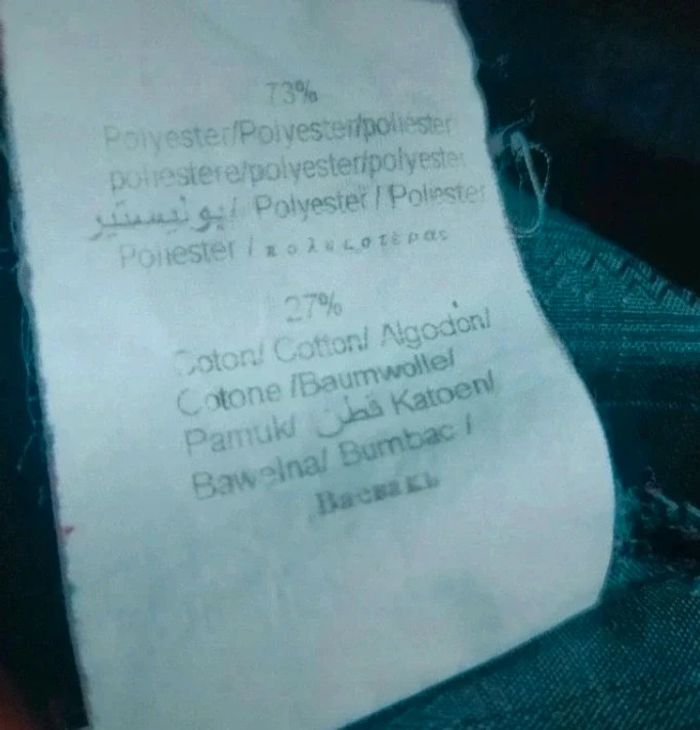 73%
Polyester/Polyester/poliester
poliestere/polyester/polyester
بوليستير / Polyester / Poliester
Poliester /
27%
Coton/ Cotton/ Algodon/
Cotone /Baumwolle/
Pamuk/ قطن Katoen/
Bawelna/ Bumbac /